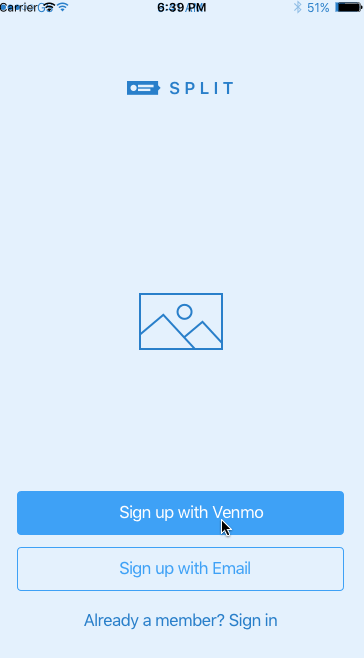 Carrier 6:39 PM 51%
SPLIT
Sign up with Venmo
Sign up with Email
Already a member? Sign in